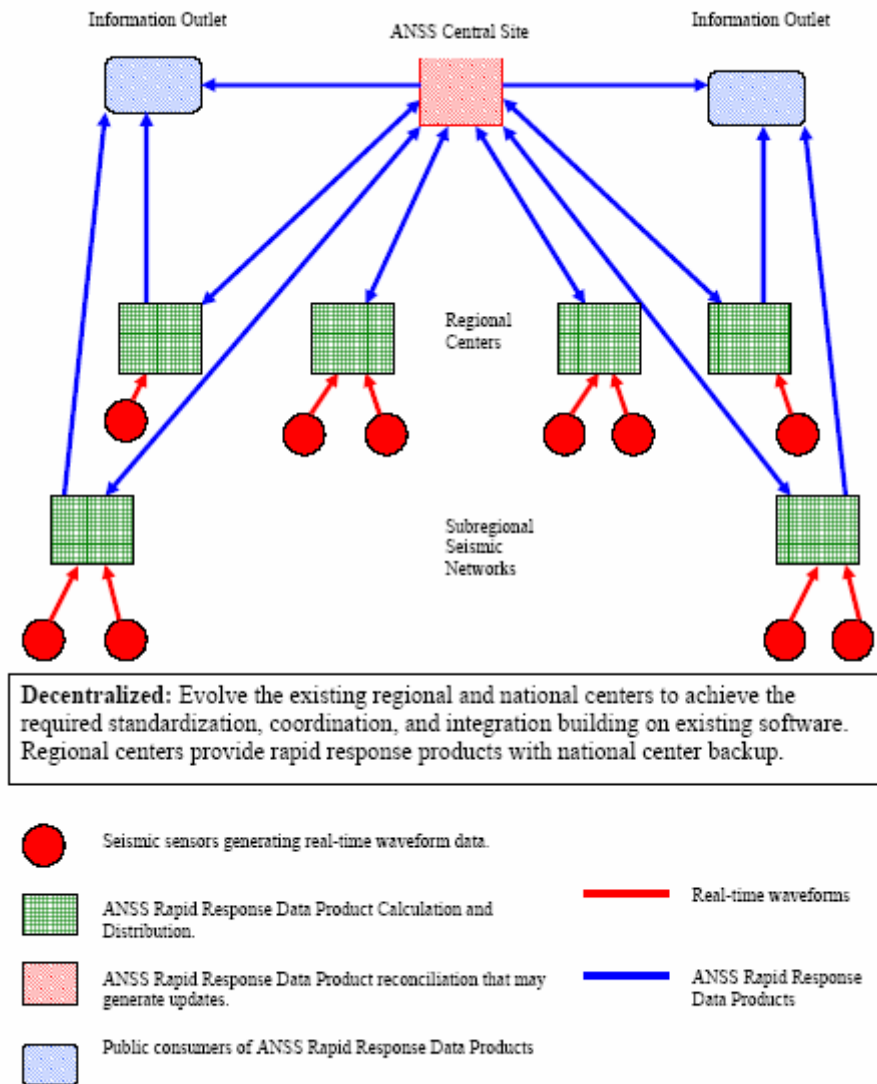 Information Outlet
ANSS Central Site
Information Outlet
Regional
Centers
Subregional
Seismic
Networks
Decentralized: Evolve the existing regional and national centers to achieve the
required standardization, coordination, and integration building on existing software.
Regional centers provide rapid response products with national center backup.
Seismic sensors generating real-time waveform data.
Real-time waveforms
ANSS Rapid Response Data Product Calculation and
Distribution.
ANSS Rapid Response Data Product reconciliation that may
generate updates.
ANSS Rapid Response
Data Products
Public consumers of ANSS Rapid Response Data Products